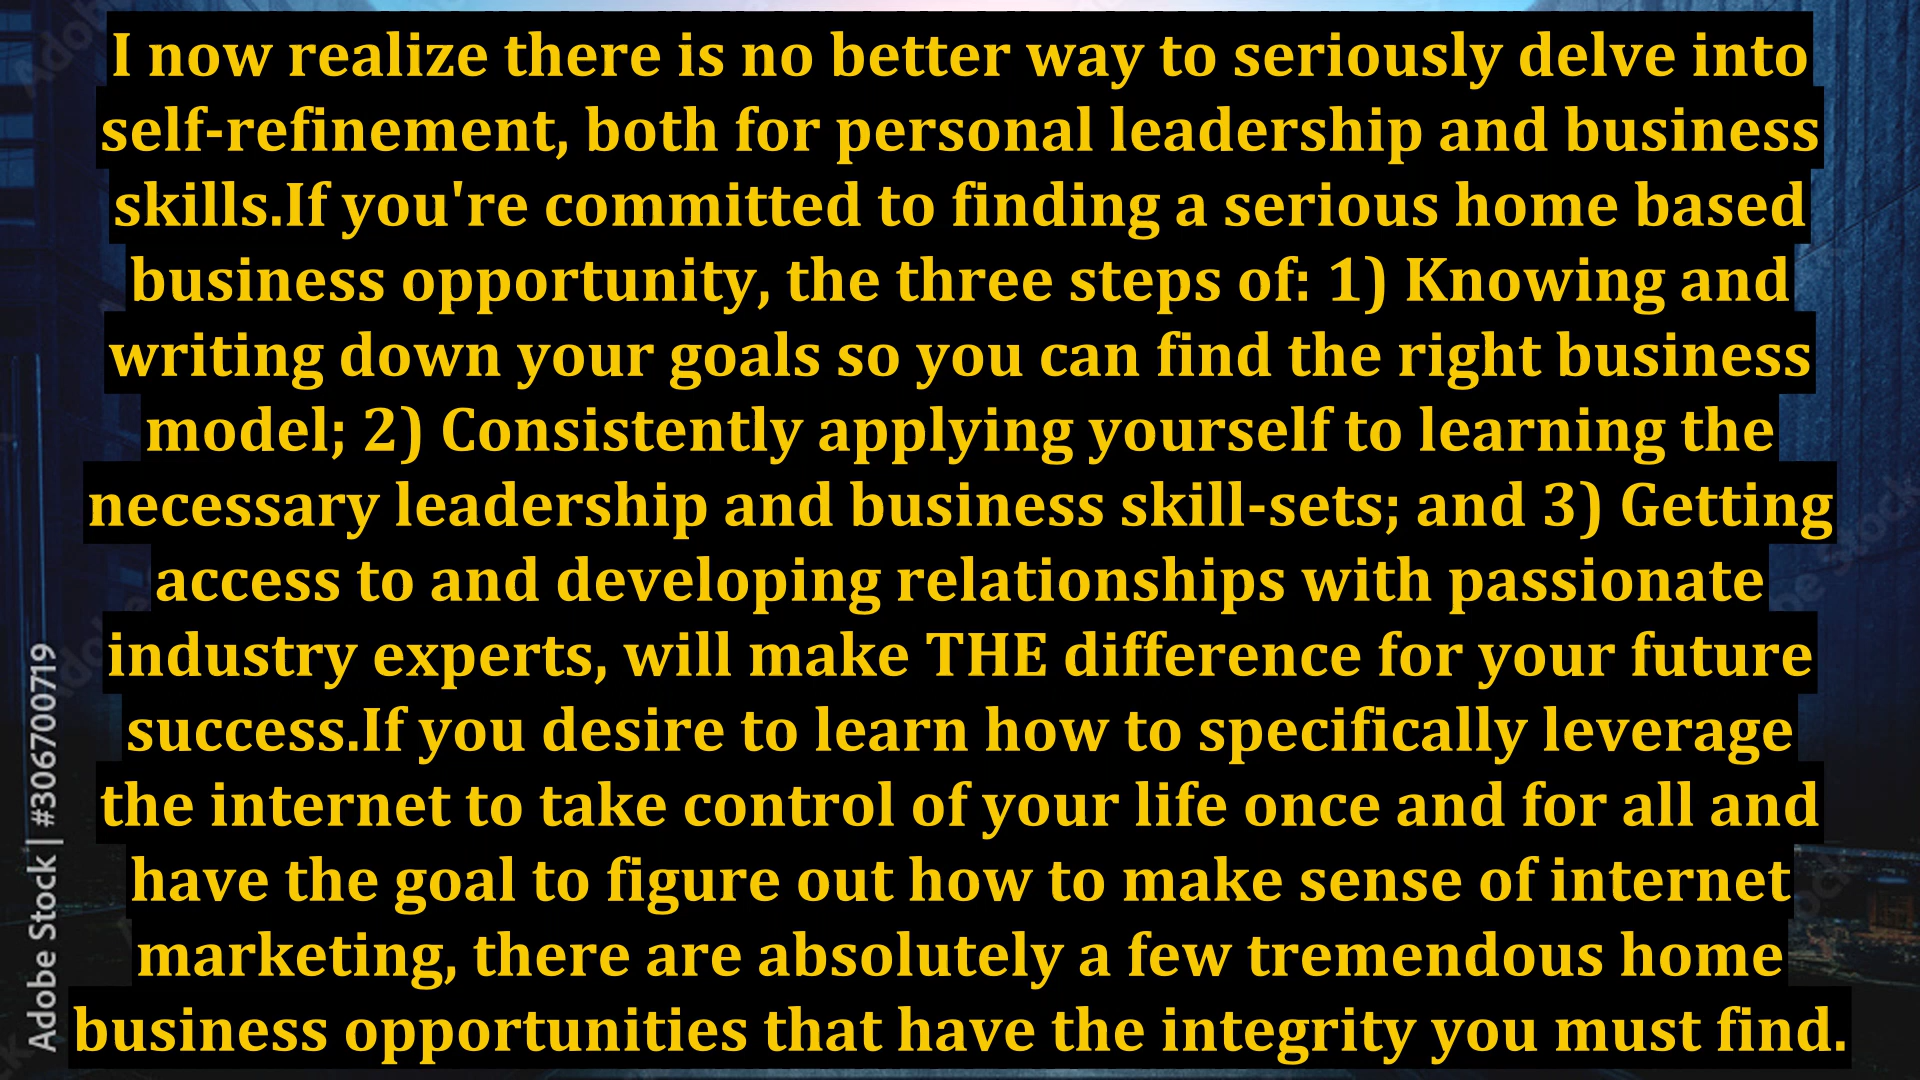 I now realize there is no better way to seriously delve into
self-refinement, both for personal leadership and business
skills.If you're committed to finding a serious home based
business opportunity, the three steps of: 1) Knowing and
writing down your goals so you can find the right business
model; 2) Consistently applying yourself to learning the
necessary leadership and business skill-sets; and 3) Getting
access to and developing relationships with passionate
industry experts, will make THE difference for your future
success.If you desire to learn how to specifically leverage
the internet to take control of your life once and for all and
have the goal to figure out how to make sense of internet
marketing, there are absolutely a few tremendous home
business opportunities that have the integrity you must find.
Adobe Stock | #306700719